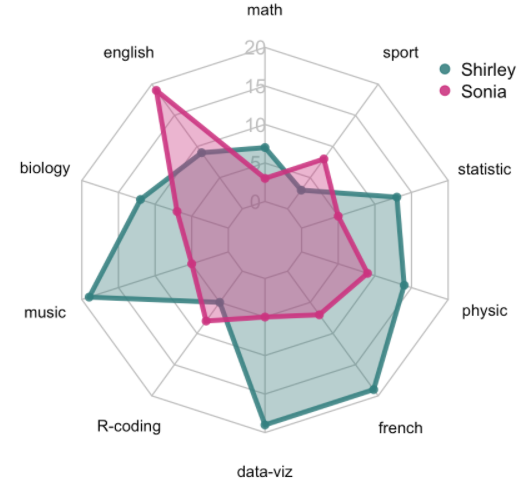 math
english
sport
20
15
10
5
0
Shirley
Sonia
biology
statistic
music
physic
R-coding
french
data-viz